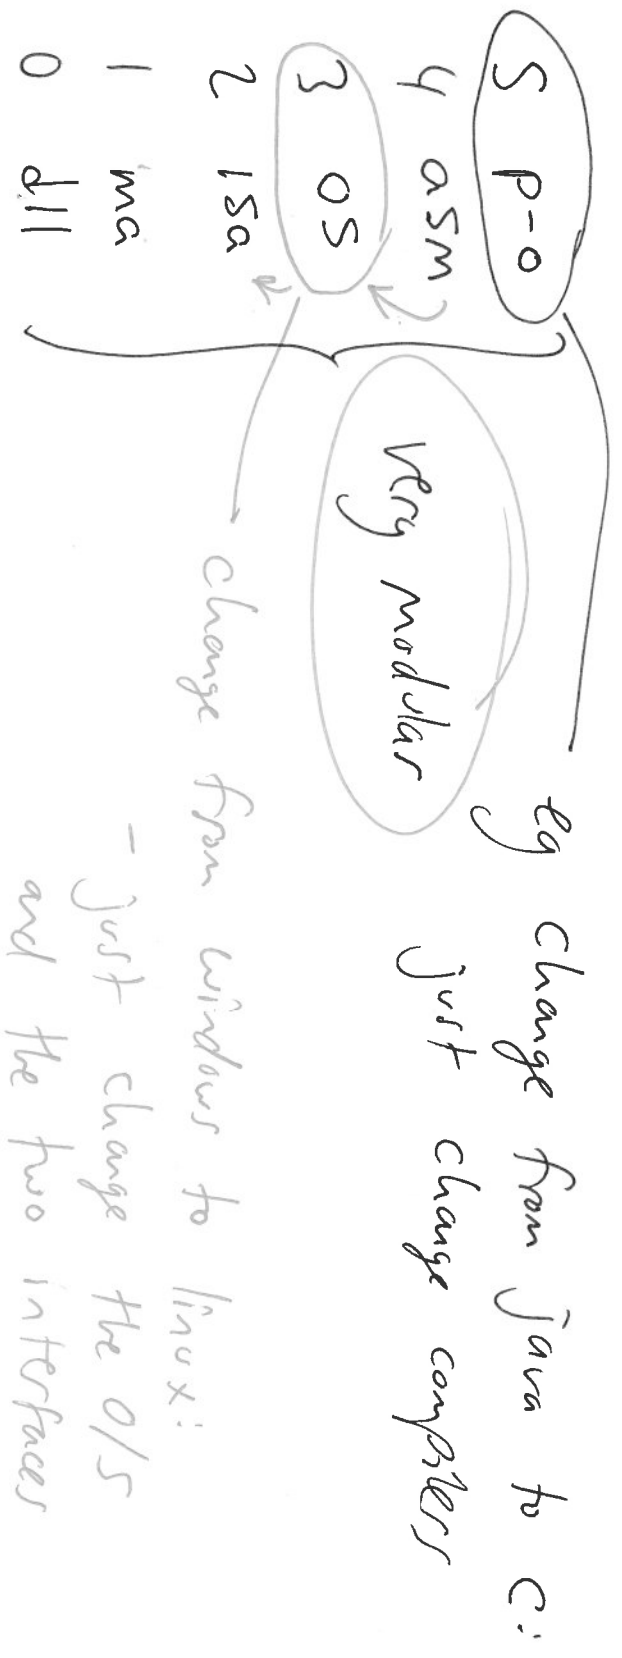 5 p-o
4 asm
3 OS
2 isa
1 ma
0 dll
very modular
eg change from java to C:
just change compilers
change from windows to linux:
- just change the O/S
and the two interfaces